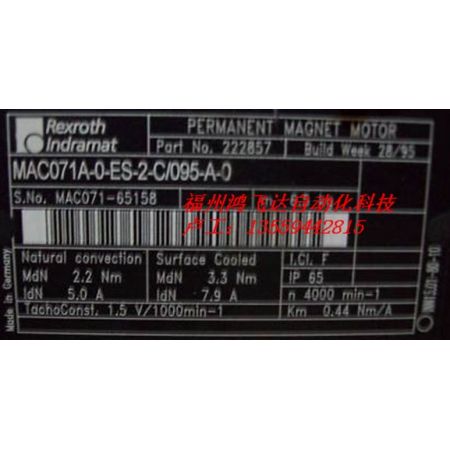 Rexroth
Indramat
PERMANENT MAGNET MOTOR
Part No. 222857 Build Week 28/95
MAC071A-0-ES-2-C/095-A-0
S.No. MAC071-65158
福州鸿飞达自动化科技
产工:13559442815
Made in Germany
Natural convection Surface Cooled I.Cl. F
MdN 2.2 Nm MdN 3.3 Nm IP 65
IdN 5.0 A IdN 7.9 A n 4000 min-1
TachoConst. 1.5 V/1000min-1 Km 0.44 Nm/A